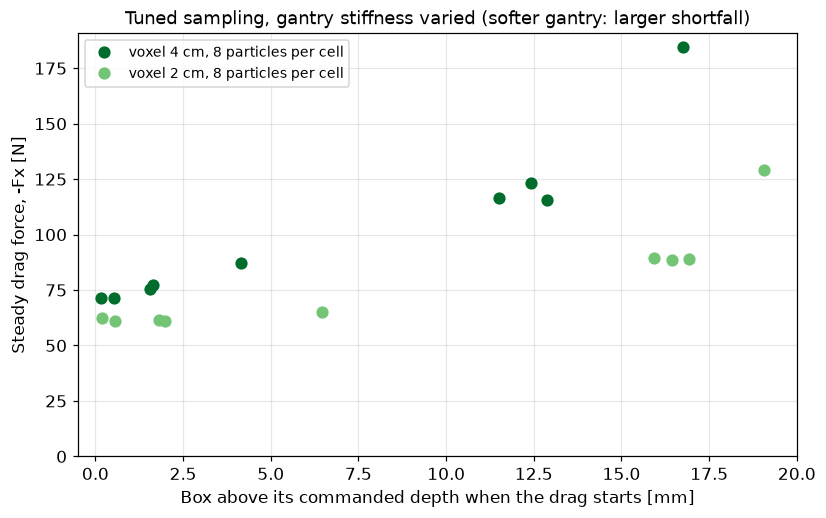 Tuned sampling, gantry stiffness varied (softer gantry: larger shortfall)
voxel 4 cm, 8 particles per cell
voxel 2 cm, 8 particles per cell
Steady drag force, -Fx [N]
175
150
125
100
75
50
25
0
0.0 2.5 5.0 7.5 10.0 12.5 15.0 17.5 20.0
Box above its commanded depth when the drag starts [mm]